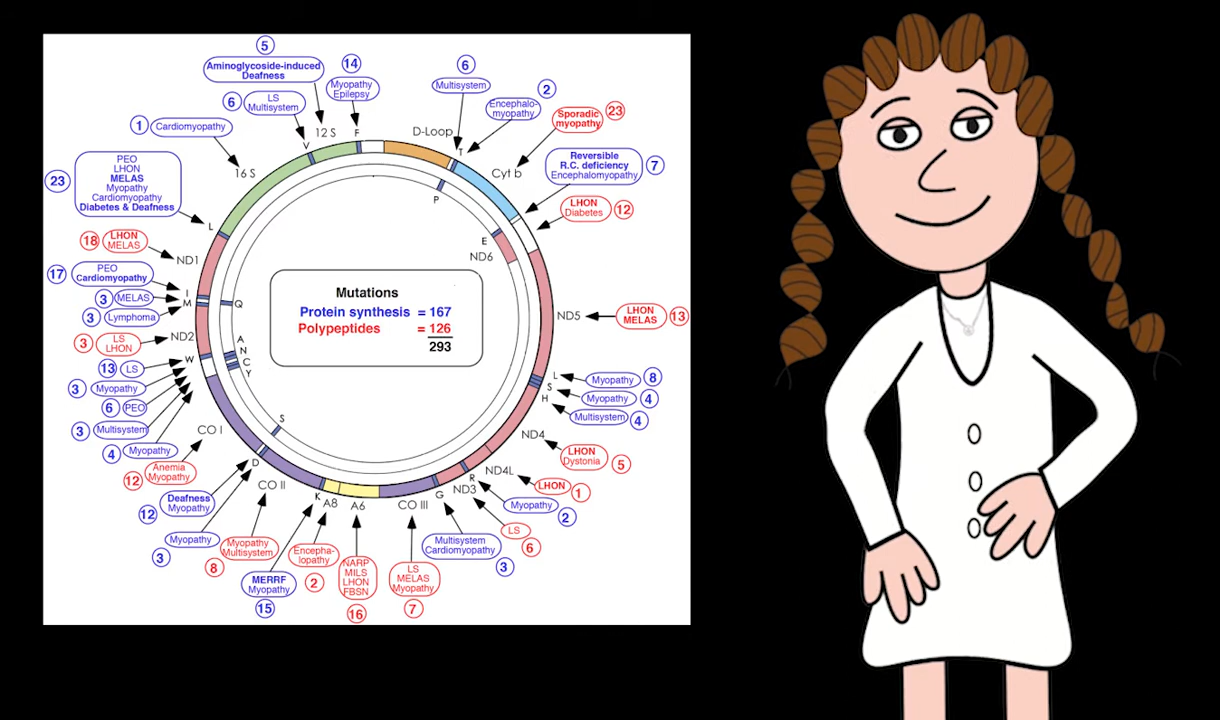 5
Aminoglycoside-induced
Deafness
14
Myopathy
Epilepsy
6
Multisystem
2
Encephalo-
myopathy
Sporadic
myopathy
23
6
LS
Multisystem
1
Cardiomyopathy
V
12 S
F
D-Loop
T
16 S
Cyt b
P
Reversible
R.C. deficiency
Encephalomyopathy
7
23
PEO
LHON
MELAS
Myopathy
Cardiomyopathy
Diabetes & Deafness
L
LHON
Diabetes
12
18
LHON
MELAS
ND1
E
ND6
17
PEO
Cardiomyopathy
I
3
MELAS
M
Q
3
Lymphoma
Mutations
Protein synthesis = 167
Polypeptides = 126
293
ND5
LHON
MELAS
13
3
LS
LHON
ND2
A
N
C
Y
W
13
LS
3
Myopathy
6
PEO
3
Multisystem
4
Myopathy
L
Myopathy
8
S
Myopathy
4
H
Multisystem
4
S
CO I
12
Anemia
Myopathy
ND4
LHON
Dystonia
5
D
Deafness
Myopathy
12
CO II
ND4L
LHON
1
R
ND3
Myopathy
2
K
A8
A6
CO III
G
Myopathy
3
Myopathy
Multisystem
8
MERRF
Myopathy
15
Encepha-
lopathy
2
NARP
MILS
LHON
FBSN
16
LS
MELAS
Myopathy
7
Multisystem
Cardiomyopathy
3
LS
6